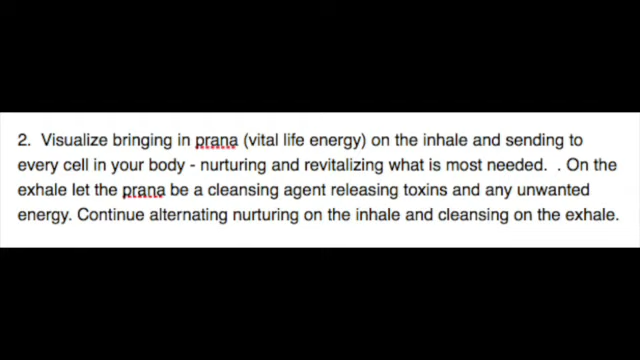 2.  Visualize bringing in prana (vital life energy) on the inhale and sending to
every cell in your body - nurturing and revitalizing what is most needed.  . On the
exhale let the prana be a cleansing agent releasing toxins and any unwanted
energy. Continue alternating nurturing on the inhale and cleansing on the exhale.